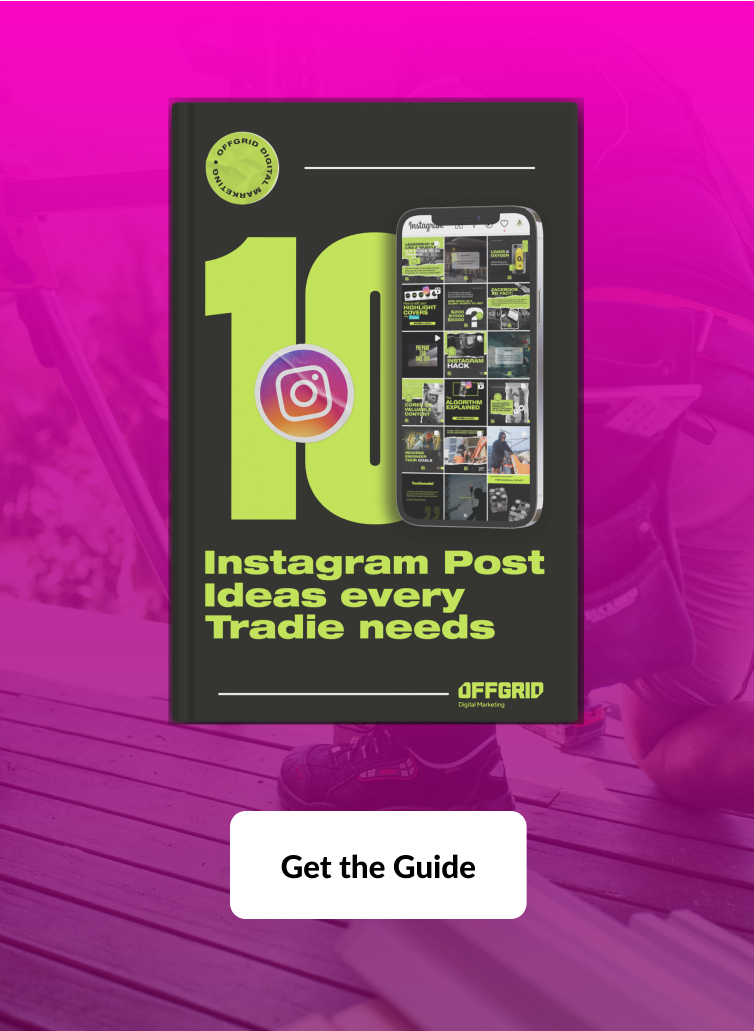 OFFGRID DIGITAL MARKETING •
10
Instagram
LEADS =
OXYGEN
HIGHLIGHT
COVERS
$200
$1000
$5000
?
FACEBOOK
AD FACT:
PREPARE
FOR
INSTAGRAM
HACK
VALUABLE
CONTENT
ALGORITHM
EXPLAINED
REVERSE
ENGINEER
YOUR GOALS
Testimonial
Instagram Post
Ideas every
Tradie needs
OFFGRID
Digital Marketing
Get the Guide